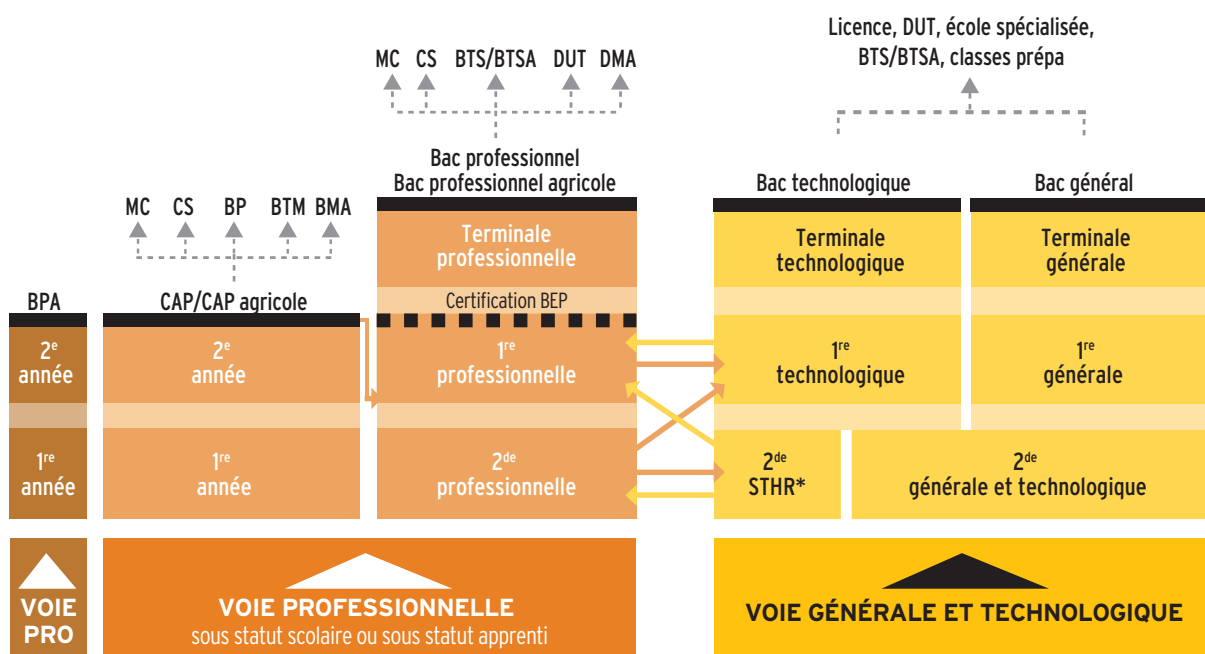 Licence, DUT, école spécialisée,
BTS/BTSA, classes prépa
MC CS BTS/BTSA DUT DMA
Bac professionnel
Bac professionnel agricole
Bac technologique
Bac général
MC CS BP BTM BMA
Terminale
professionnelle
Terminale
technologique
Terminale
générale
BPA
CAP/CAP agricole
Certification BEP
2e
année
2e
année
1re
professionnelle
1re
technologique
1re
générale
1re
année
1re
année
2de
professionnelle
2de
STHR*
2de
générale et technologique
VOIE
PRO
VOIE PROFESSIONNELLE
sous statut scolaire ou sous statut apprenti
VOIE GÉNÉRALE ET TECHNOLOGIQUE